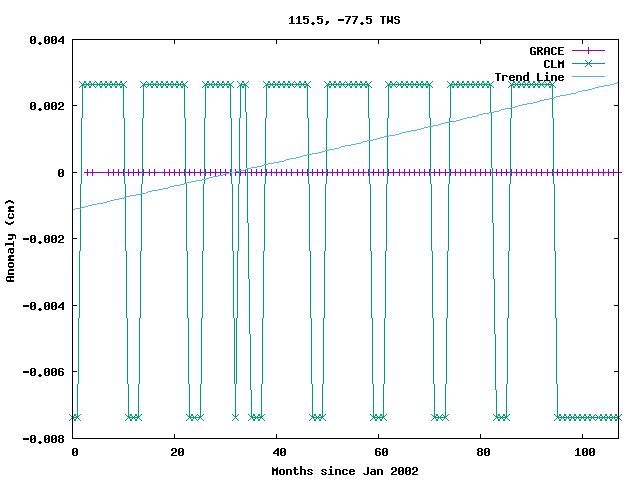 115.5, -77.5 TWS
GRACE
CLM
Trend Line
0.004
0.002
0
-0.002
-0.004
-0.006
-0.008
Anomaly (cm)
0 20 40 60 80 100
Months since Jan 2002